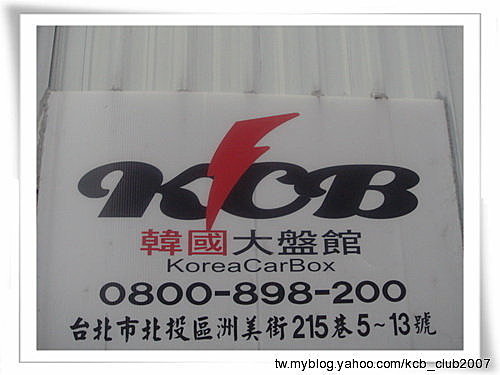 KCB
韓國大盤館
KoreaCarBox
0800-898-200
台北市北投區洲美街215巷5~13號
tw.myblog.yahoo.com/kcb_club2007